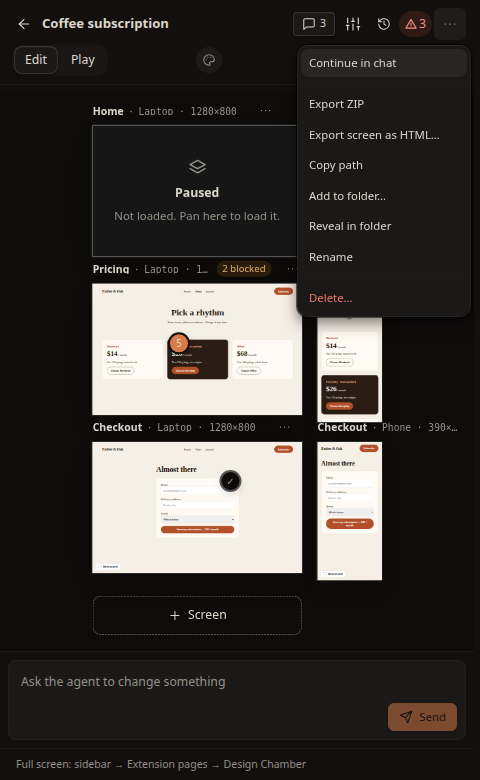 Coffee subscription
3
3
Edit
Play
Continue in chat
Export ZIP
Export screen as HTML...
Copy path
Add to folder...
Reveal in folder
Rename
Delete...
Home · Laptop · 1280×800
Paused
Not loaded. Pan here to load it.
Pricing · Laptop · 1… 2 blocked
Pick a rhythm
$14
5
$68
$14
$26
Checkout · Laptop · 1280×800
Checkout · Phone · 390×…
Almost there
Almost there
+ Screen
Ask the agent to change something
Send
Full screen: sidebar → Extension pages → Design Chamber